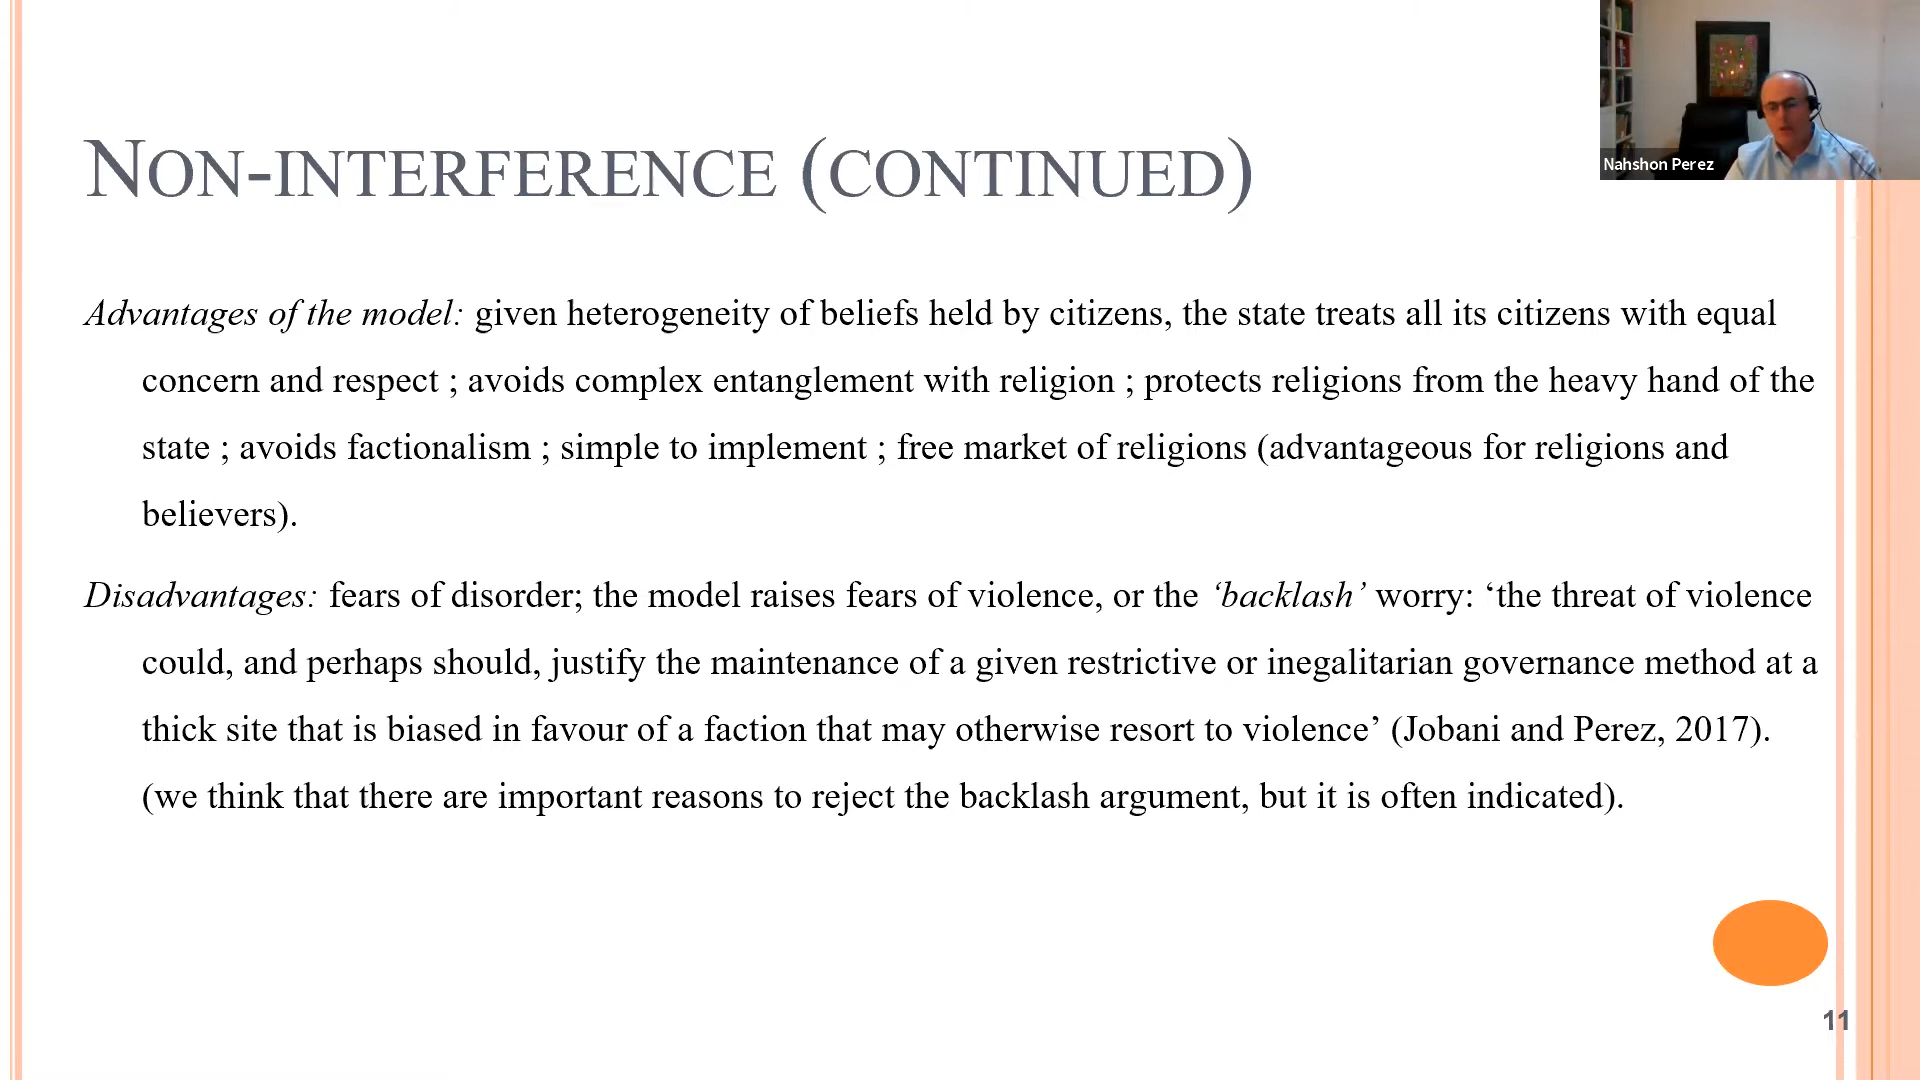 Nahshon Perez
NON-INTERFERENCE (CONTINUED)
Advantages of the model: given heterogeneity of beliefs held by citizens, the state treats all its citizens with equal
concern and respect ; avoids complex entanglement with religion ; protects religions from the heavy hand of the
state ; avoids factionalism ; simple to implement ; free market of religions (advantageous for religions and
believers).
Disadvantages: fears of disorder; the model raises fears of violence, or the ‘backlash’ worry: ‘the threat of violence
could, and perhaps should, justify the maintenance of a given restrictive or inegalitarian governance method at a
thick site that is biased in favour of a faction that may otherwise resort to violence’ (Jobani and Perez, 2017).
(we think that there are important reasons to reject the backlash argument, but it is often indicated).
11